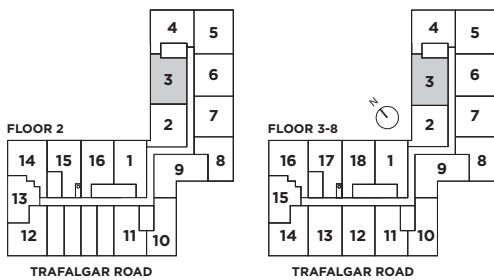 4 5
3 6
2 7
FLOOR 2
14 15 16 1 9 8
13
12 11 10
TRAFALGAR ROAD
4 5
3 6
N
2 7
FLOOR 3-8
16 17 18 1 9 8
15
14 13 12 11 10
TRAFALGAR ROAD